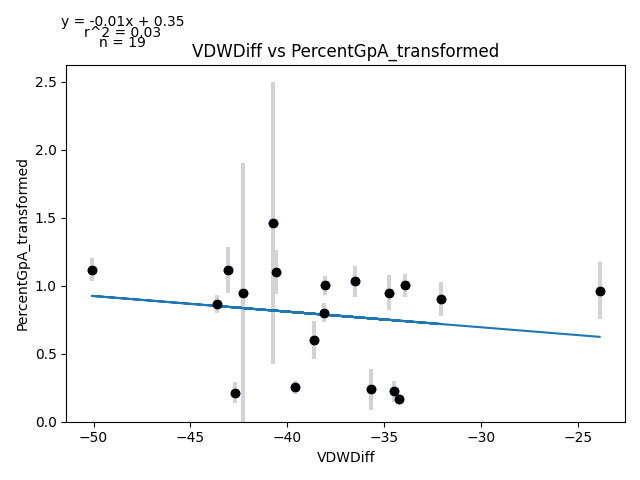 y = -0.01x + 0.35
r^2 = 0.03
n = 19
VDWDiff vs PercentGpA_transformed
2.5
2.0
1.5
1.0
0.5
0.0
PercentGpA_transformed
−50
−45
−40
−35
−30
−25
VDWDiff